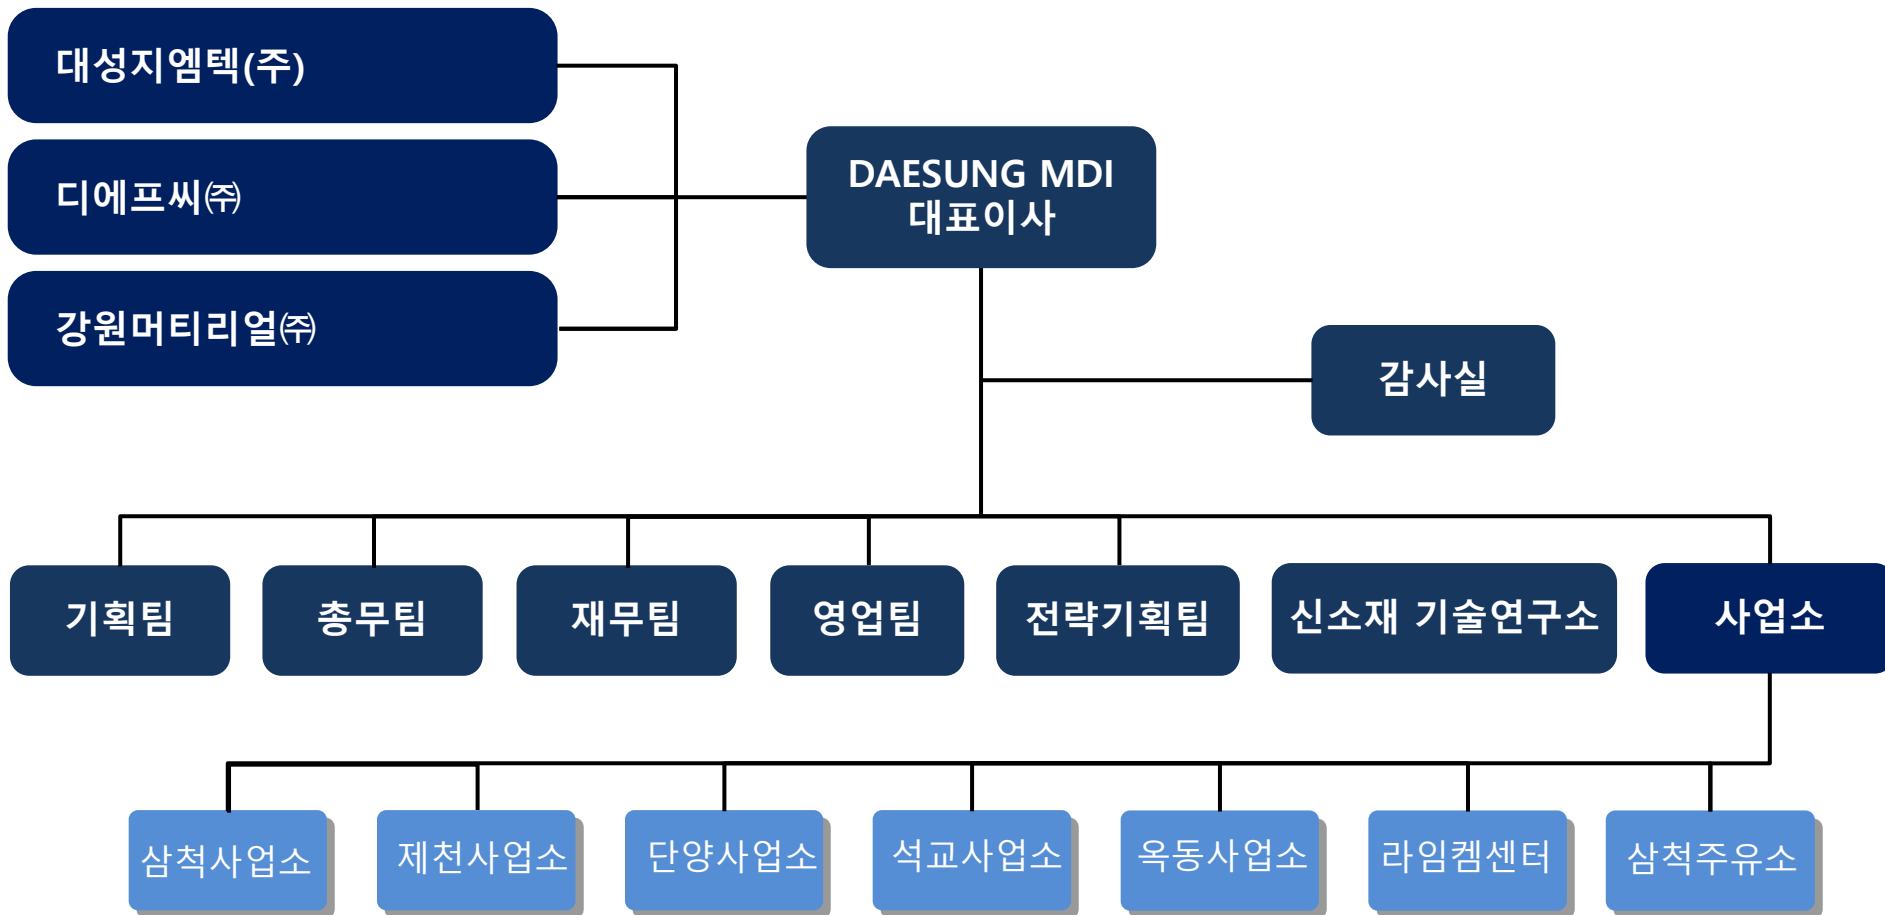 대성지엠텍(주)
디에프씨㈜
강원머티리얼㈜
DAESUNG MDI
대표이사
감사실
기획팀
총무팀
재무팀
영업팀
전략기획팀
신소재 기술연구소
사업소
삼척사업소
제천사업소
단양사업소
석교사업소
옥동사업소
라임켐센터
삼척주유소